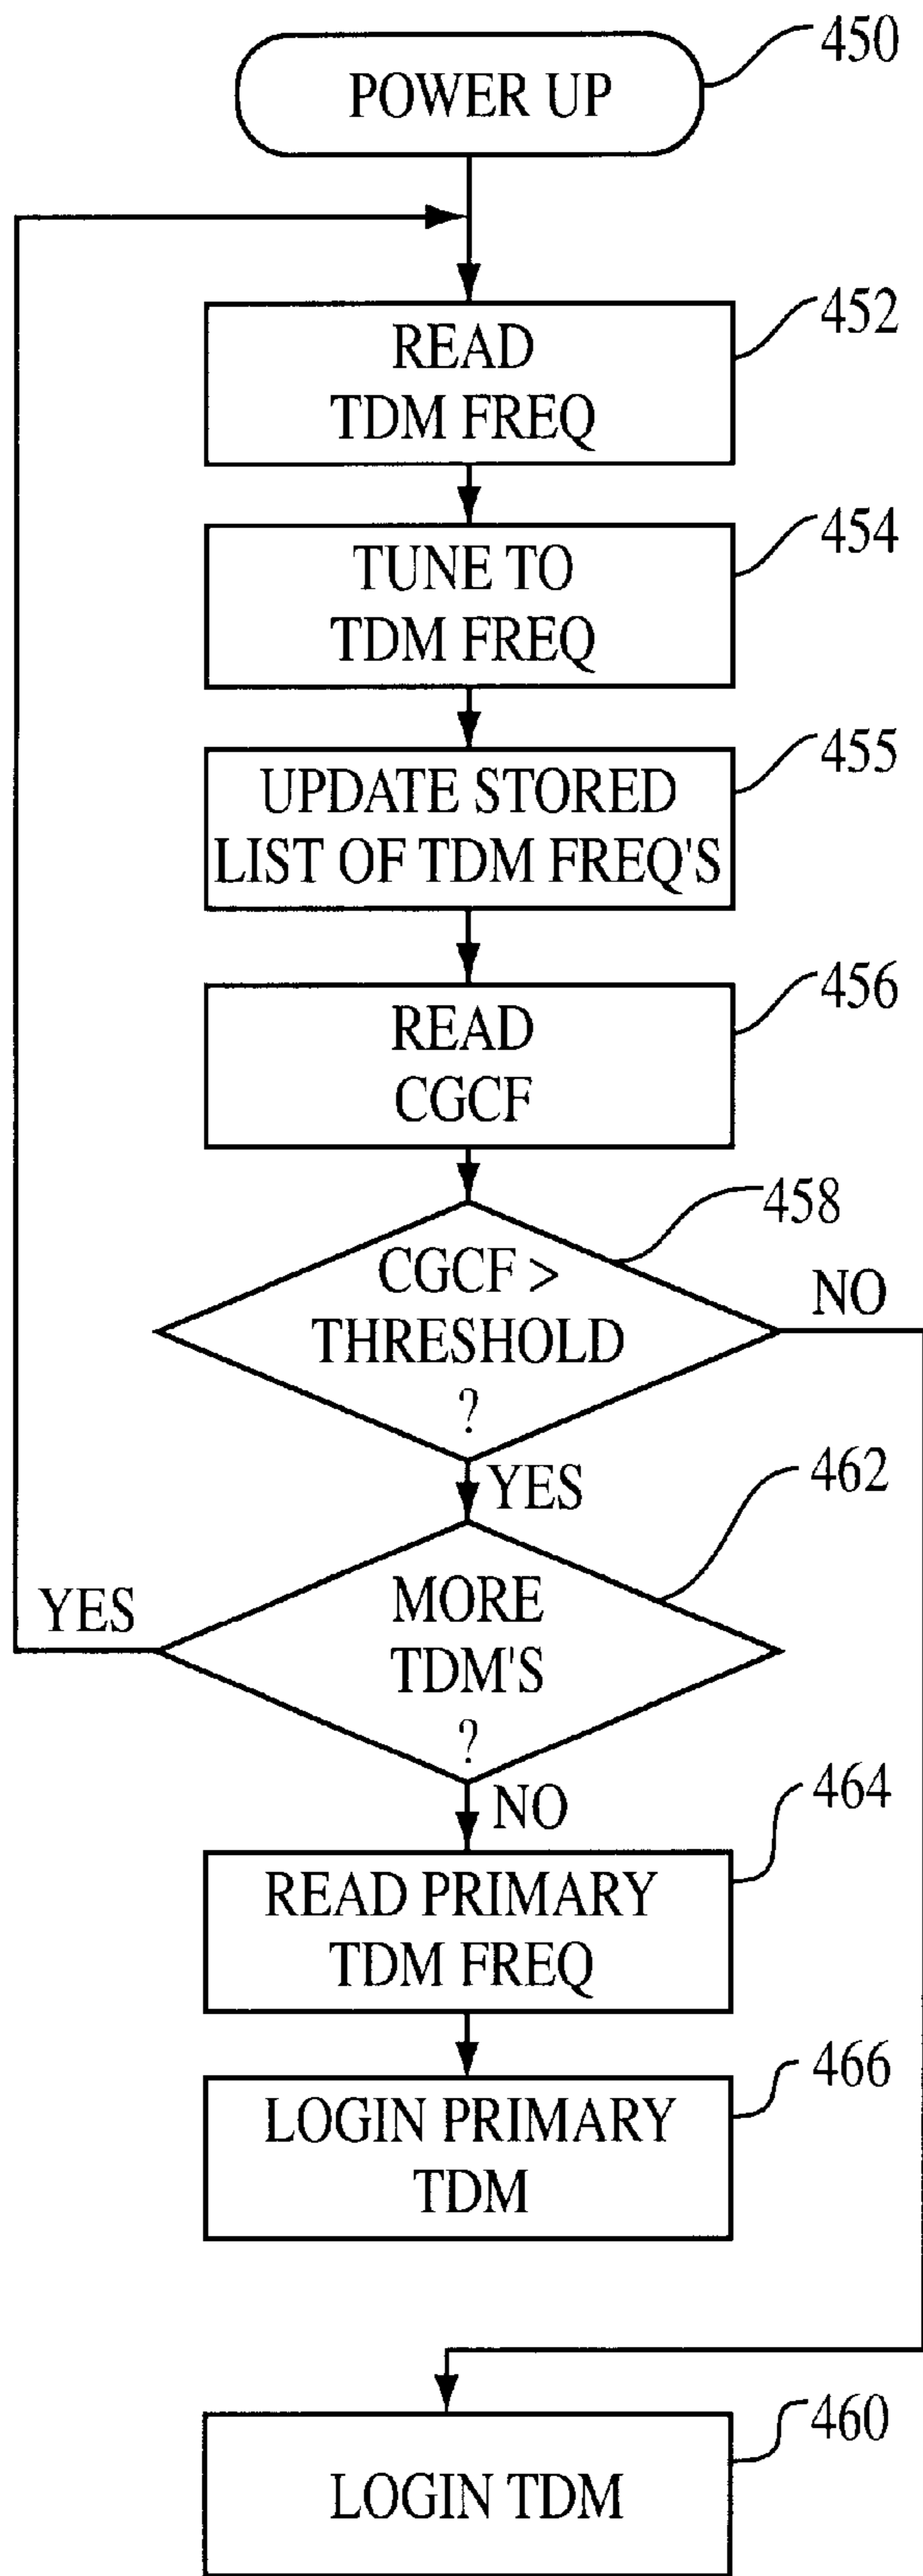 POWER UP
450
READ
TDM FREQ
452
TUNE TO
TDM FREQ
454
UPDATE STORED
LIST OF TDM FREQ'S
455
READ
CGCF
456
CGCF >
THRESHOLD
?
458
NO
YES
MORE
TDM'S
?
462
YES
NO
READ PRIMARY
TDM FREQ
464
LOGIN PRIMARY
TDM
466
LOGIN TDM
460